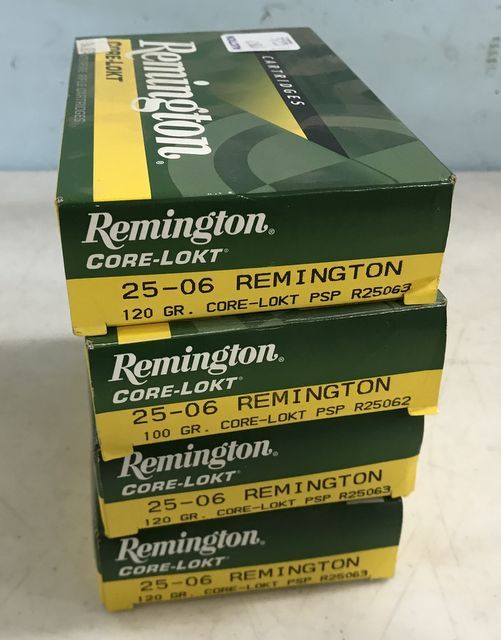 CARTRIDGES
Remington®
CORE-LOKT
Remington®
CORE-LOKT®
25-06 REMINGTON
120 GR. CORE-LOKT PSP R25063
Remington®
CORE-LOKT®
25-06 REMINGTON
100 GR. CORE-LOKT PSP R25062
Remington®
CORE-LOKT®
25-06 REMINGTON
120 GR. CORE-LOKT PSP R25063
Remington®
CORE-LOKT®
25-06 REMINGTON
120 GR. CORE-LOKT PSP R25063